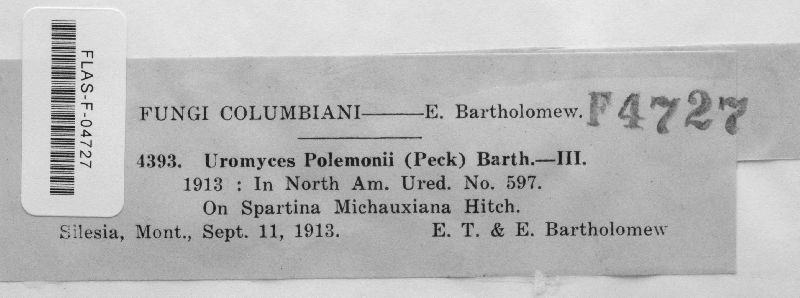 FLAS-F-04727
FUNGI COLUMBIANI——E. Bartholomew. F4727
4393. Uromyces Polemonii (Peck) Barth.—III.
1913 : In North Am. Ured. No. 597.
On Spartina Michauxiana Hitch.
Silesia, Mont., Sept. 11, 1913. E. T. & E. Bartholomew